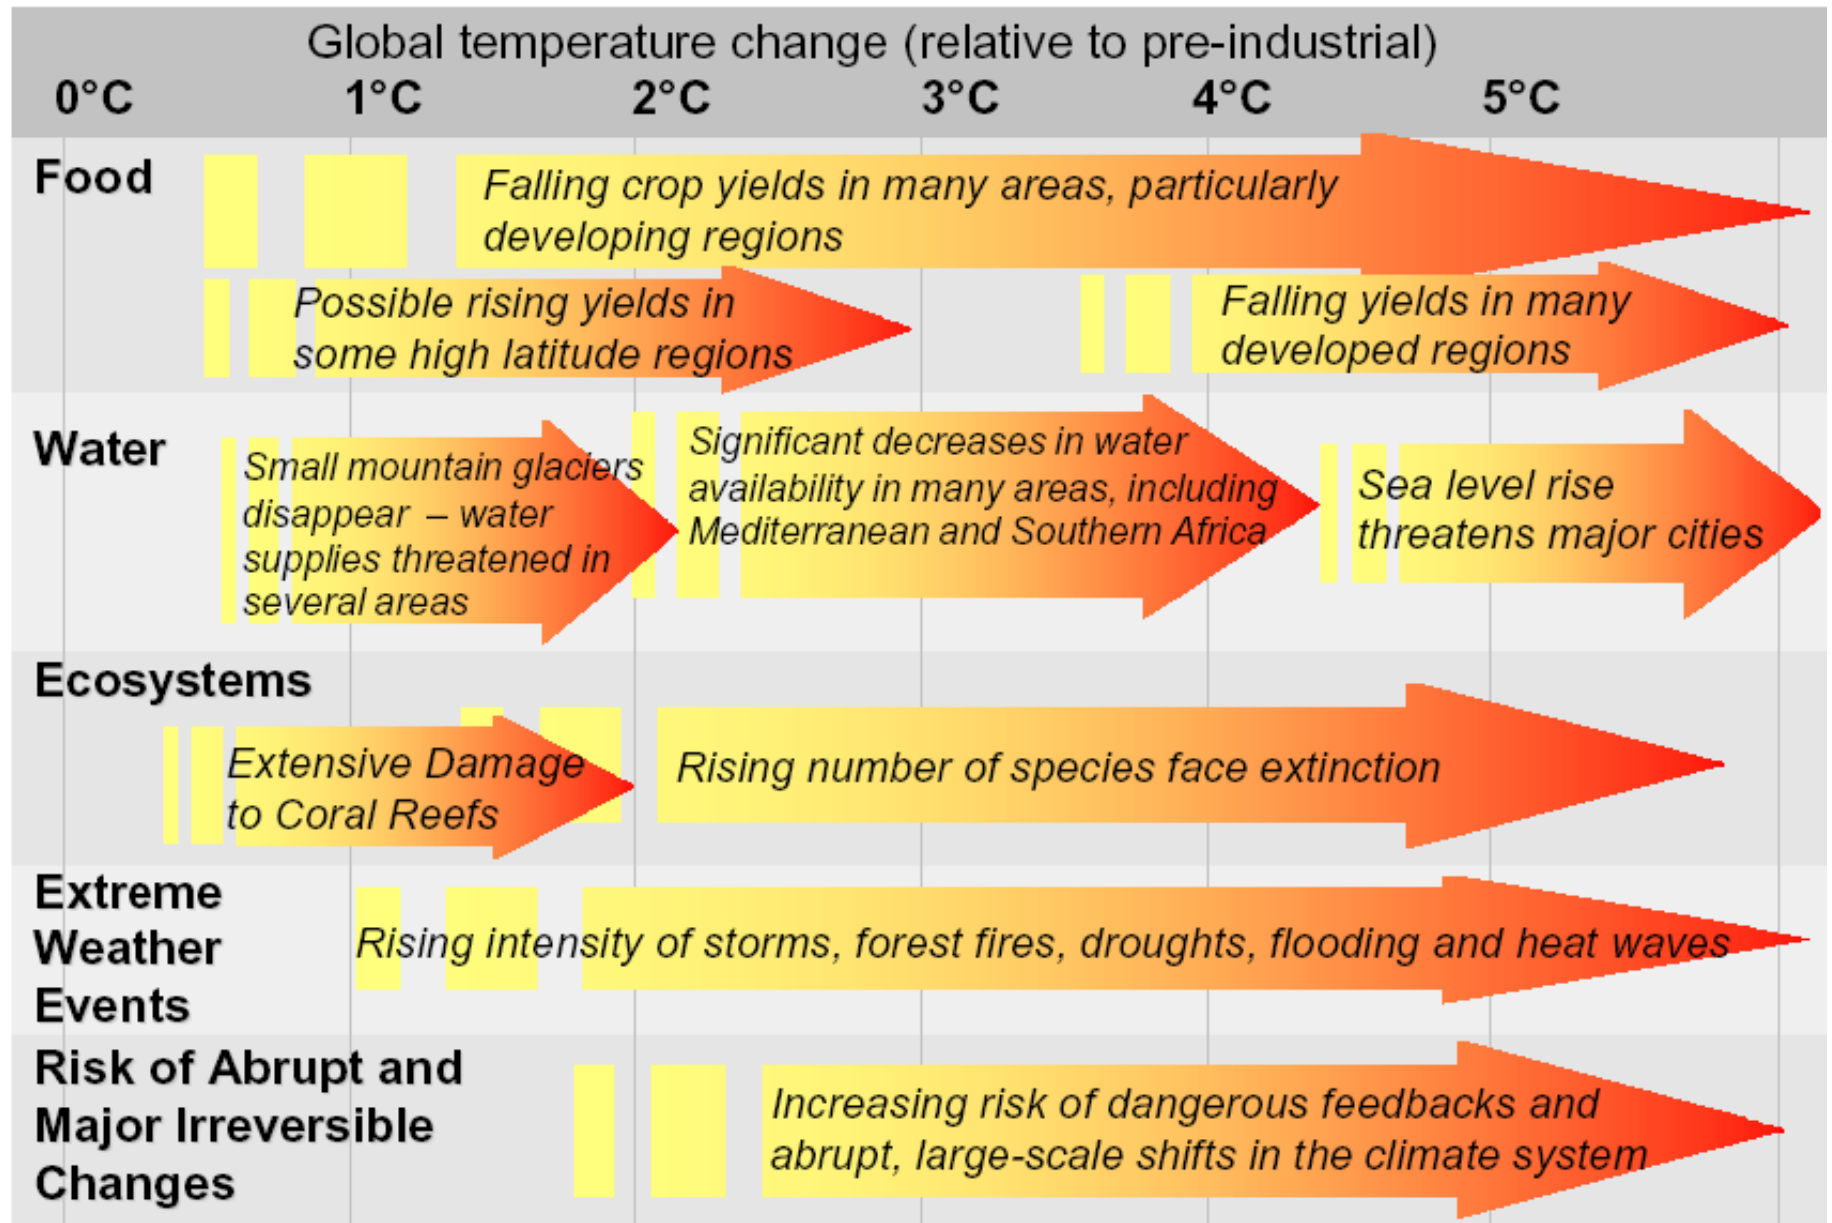 Global temperature change (relative to pre-industrial)
0°C 1°C 2°C 3°C 4°C 5°C
Food
Falling crop yields in many areas, particularly
developing regions
Possible rising yields in
some high latitude regions
Falling yields in many
developed regions
Water
Small mountain glaciers
disappear – water
supplies threatened in
several areas
Significant decreases in water
availability in many areas, including
Mediterranean and Southern Africa
Sea level rise
threatens major cities
Ecosystems
Extensive Damage
to Coral Reefs
Rising number of species face extinction
Extreme
Weather
Events
Rising intensity of storms, forest fires, droughts, flooding and heat waves
Risk of Abrupt and
Major Irreversible
Changes
Increasing risk of dangerous feedbacks and
abrupt, large-scale shifts in the climate system